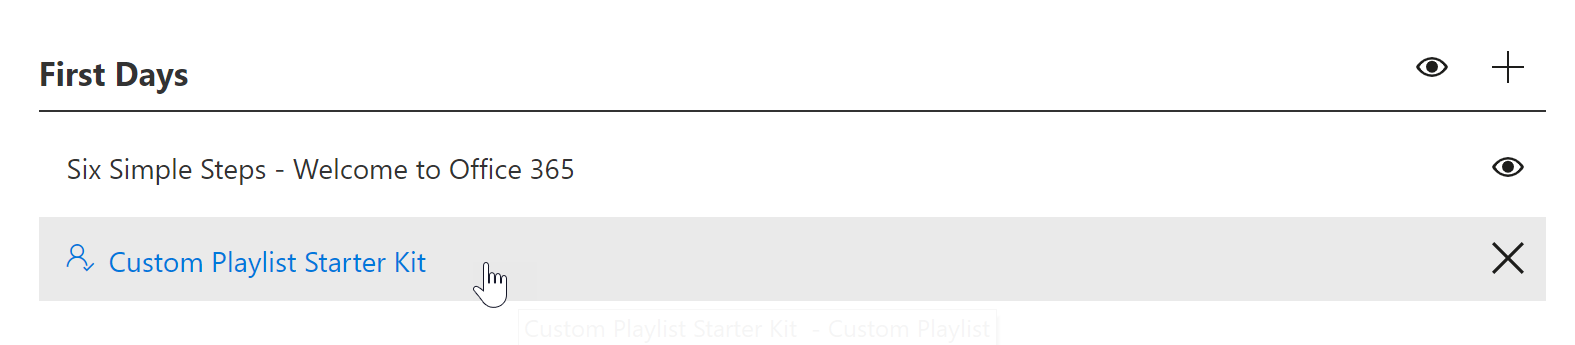 First Days
Six Simple Steps - Welcome to Office 365
Custom Playlist Starter Kit
Custom Playlist Starter Kit - Custom Playlist